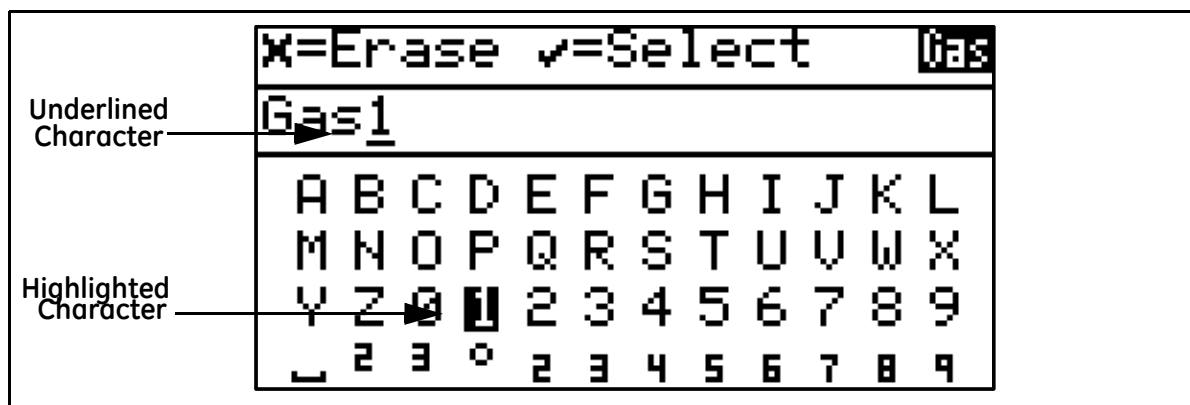 ✗=Erase ✓=Select Gas
Underlined
Character
Gas1
A B C D E F G H I J K L
M N O P Q R S T U V W X
Highlighted
Character
Y Z 0 1 2 3 4 5 6 7 8 9
⎵ ² ³ ° ₂ ₃ ₄ ₅ ₆ ₇ ₈ ₉